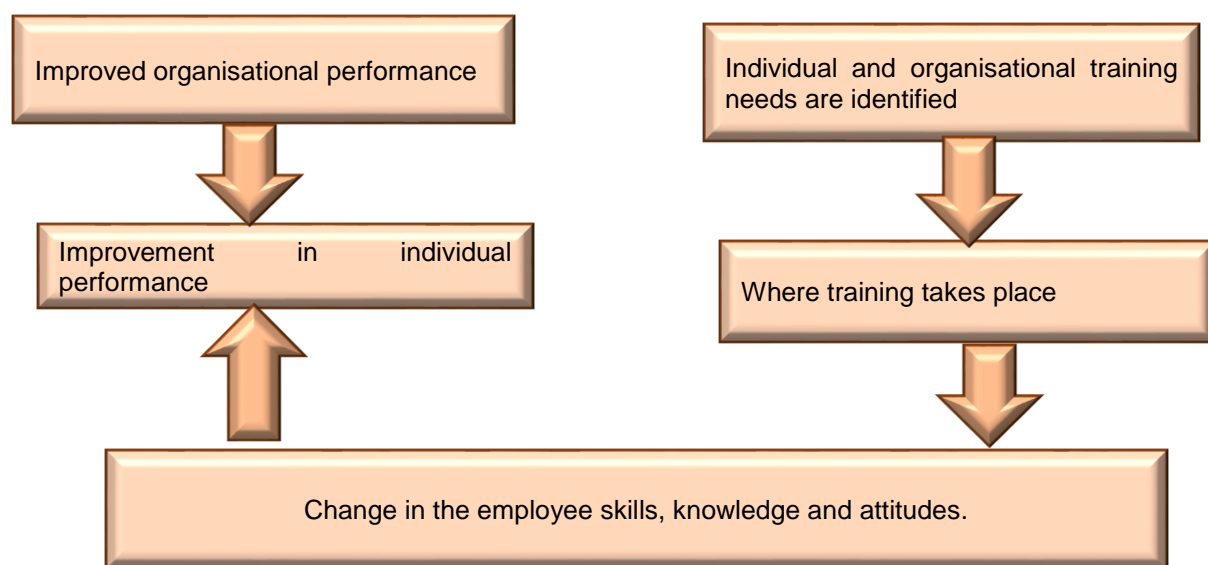 Improved organisational performance
Individual and organisational training
needs are identified
Improvement in individual
performance
Where training takes place
Change in the employee skills, knowledge and attitudes.